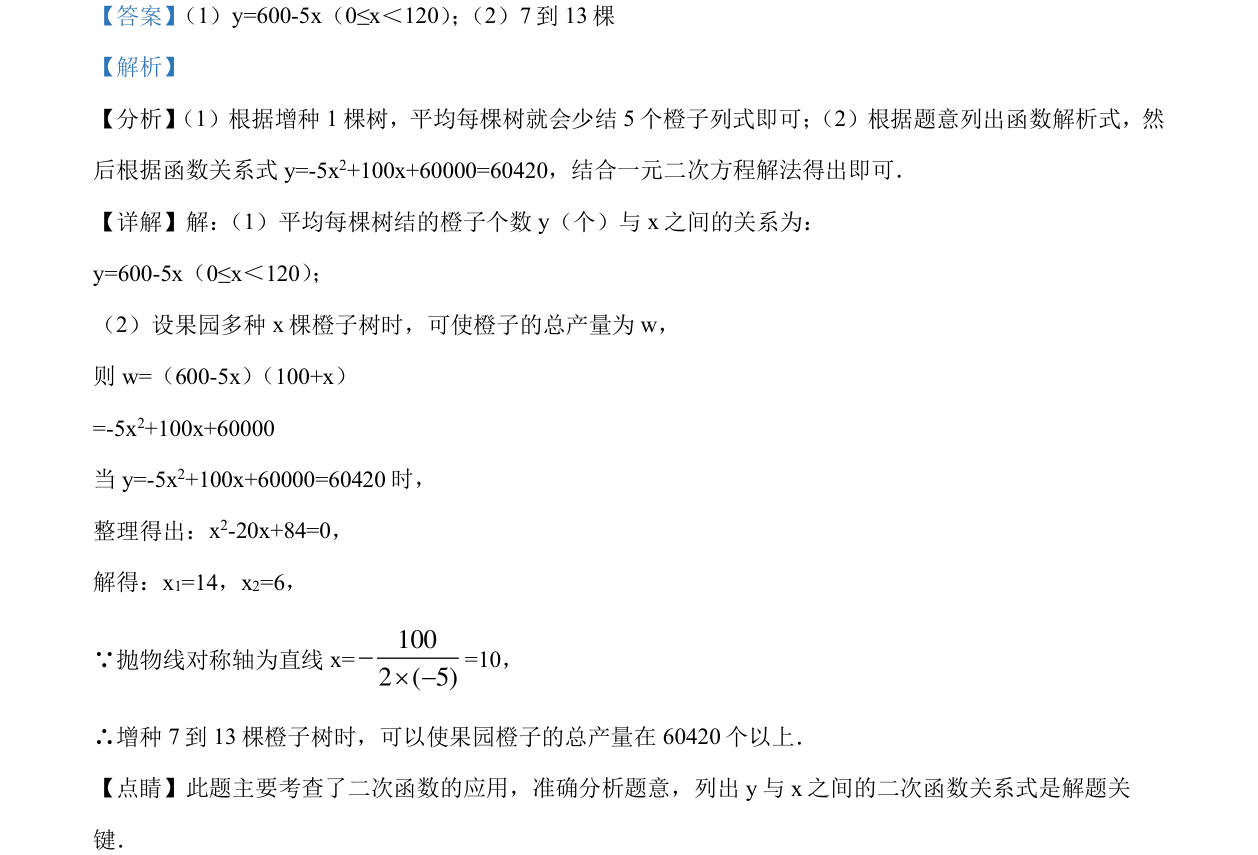 【答案】（1）y=600-5x（0≤x＜120）；（2）7 到 13 棵
【解析】
【分析】（1）根据增种 1 棵树，平均每棵树就会少结 5 个橙子列式即可；（2）根据题意列出函数解析式，然
后根据函数关系式 y=-5x²+100x+60000=60420，结合一元二次方程解法得出即可．
【详解】解：（1）平均每棵树结的橙子个数 y（个）与 x 之间的关系为：
y=600-5x（0≤x＜120）；
（2）设果园多种 x 棵橙子树时，可使橙子的总产量为 w，
则 w=（600-5x）（100+x）
=-5x²+100x+60000
当 y=-5x²+100x+60000=60420 时，
整理得出：x²-20x+84=0，
解得：x₁=14，x₂=6，
∵抛物线对称轴为直线 x=−100/2×(−5)=10，
∴增种 7 到 13 棵橙子树时，可以使果园橙子的总产量在 60420 个以上．
【点睛】此题主要考查了二次函数的应用，准确分析题意，列出 y 与 x 之间的二次函数关系式是解题关
键．